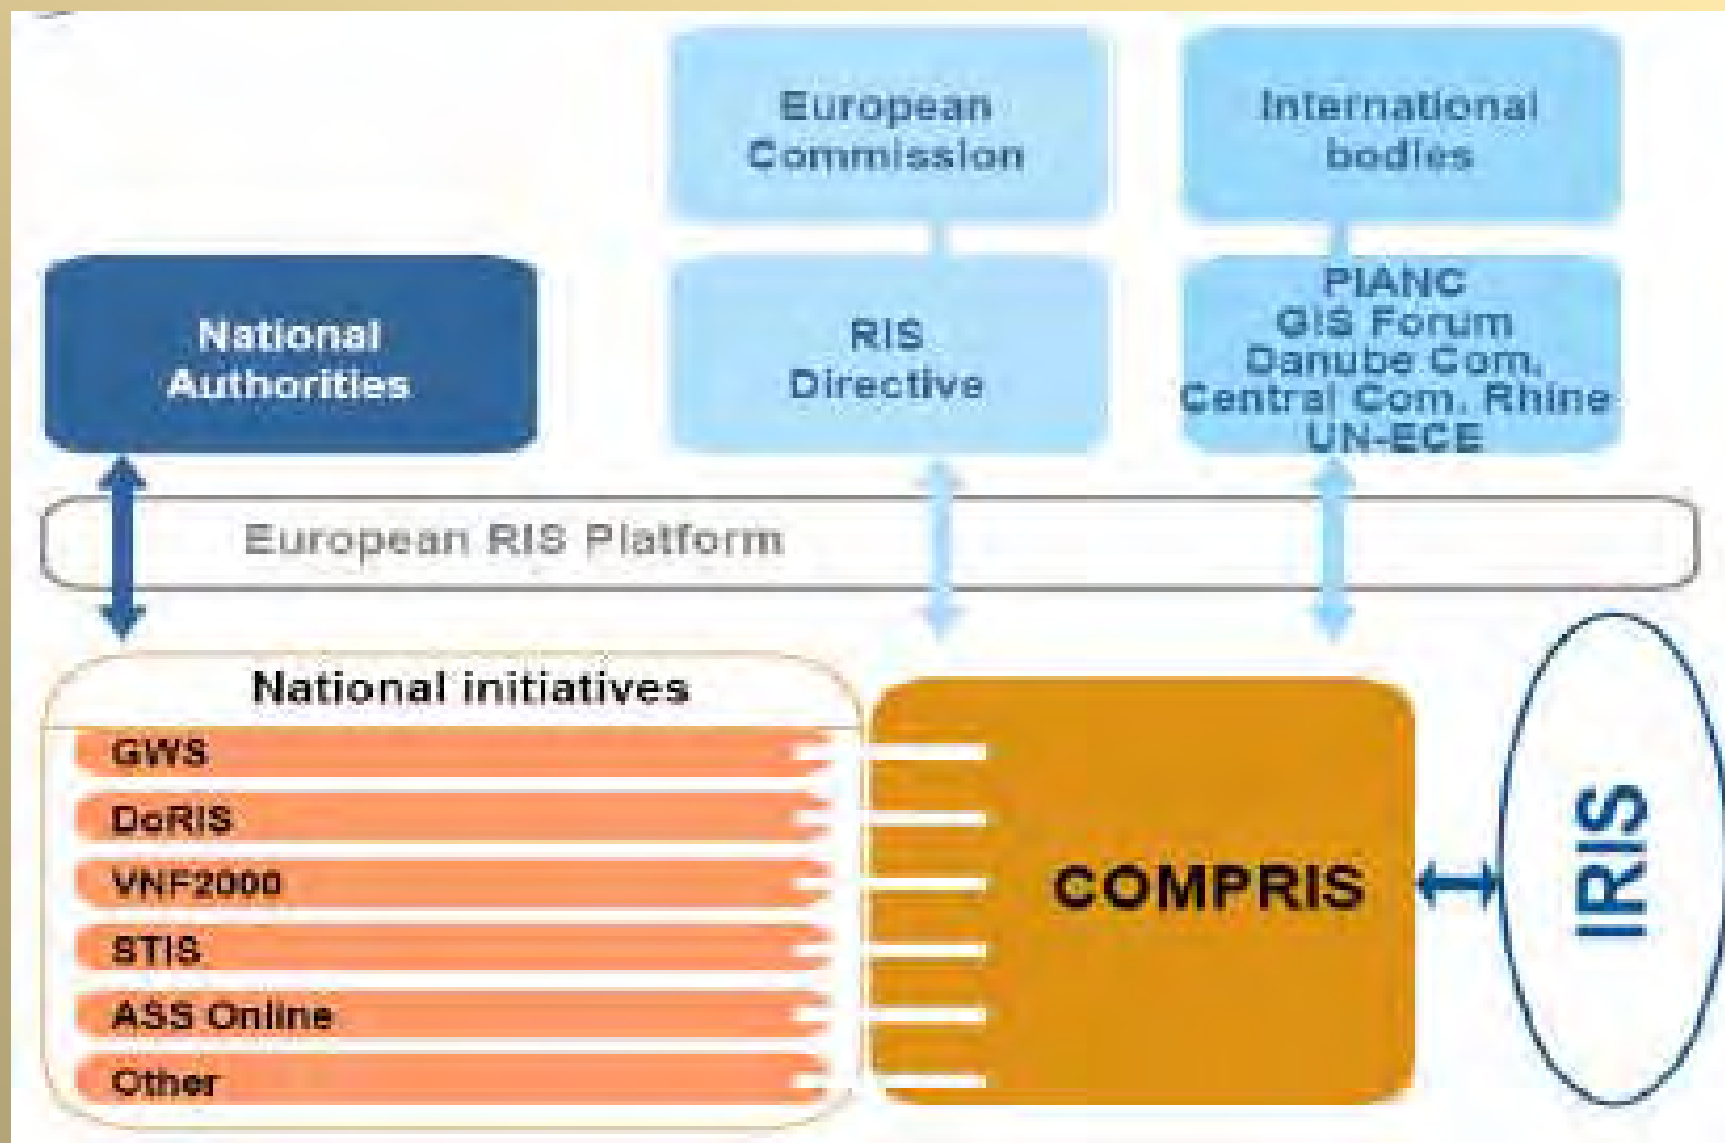 European
Commission
International
bodies
National
Authorities
RIS
Directive
PIANC
GIS Forum
Danube Com.
Central Com. Rhine
UN-ECE
European RIS Platform
National initiatives
GWS
DoRIS
VNF2000
STIS
ASS Online
Other
COMPRIS
IRIS